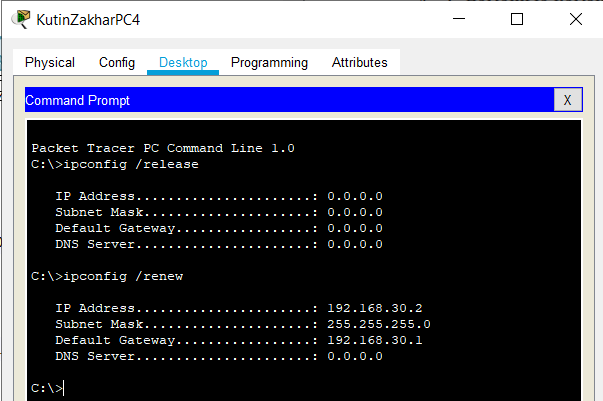 KutinZakharPC4
Physical Config Desktop Programming Attributes
Command Prompt X
Packet Tracer PC Command Line 1.0
C:\>ipconfig /release
IP Address......................: 0.0.0.0
Subnet Mask.....................: 0.0.0.0
Default Gateway.................: 0.0.0.0
DNS Server......................: 0.0.0.0
C:\>ipconfig /renew
IP Address......................: 192.168.30.2
Subnet Mask.....................: 255.255.255.0
Default Gateway.................: 192.168.30.1
DNS Server......................: 0.0.0.0
C:\>